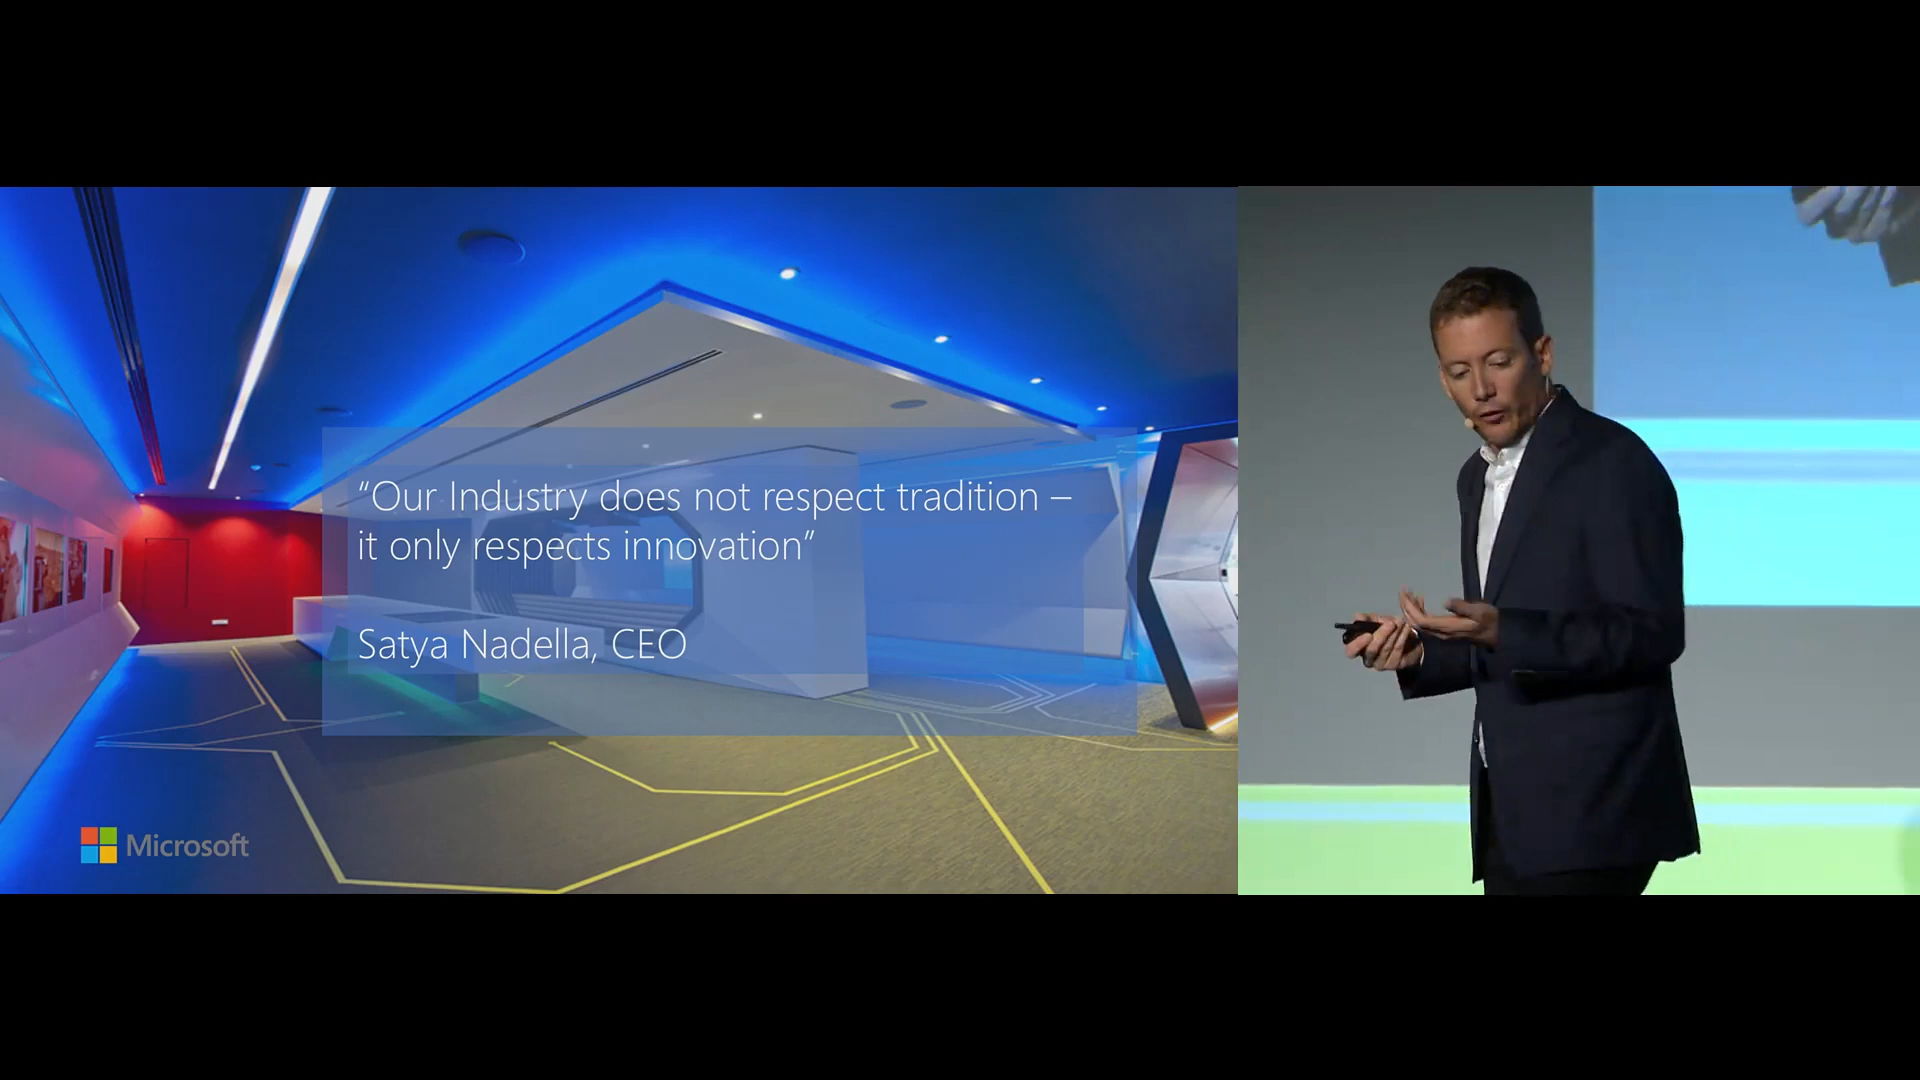 “Our Industry does not respect tradition –
it only respects innovation”
Satya Nadella, CEO
Microsoft